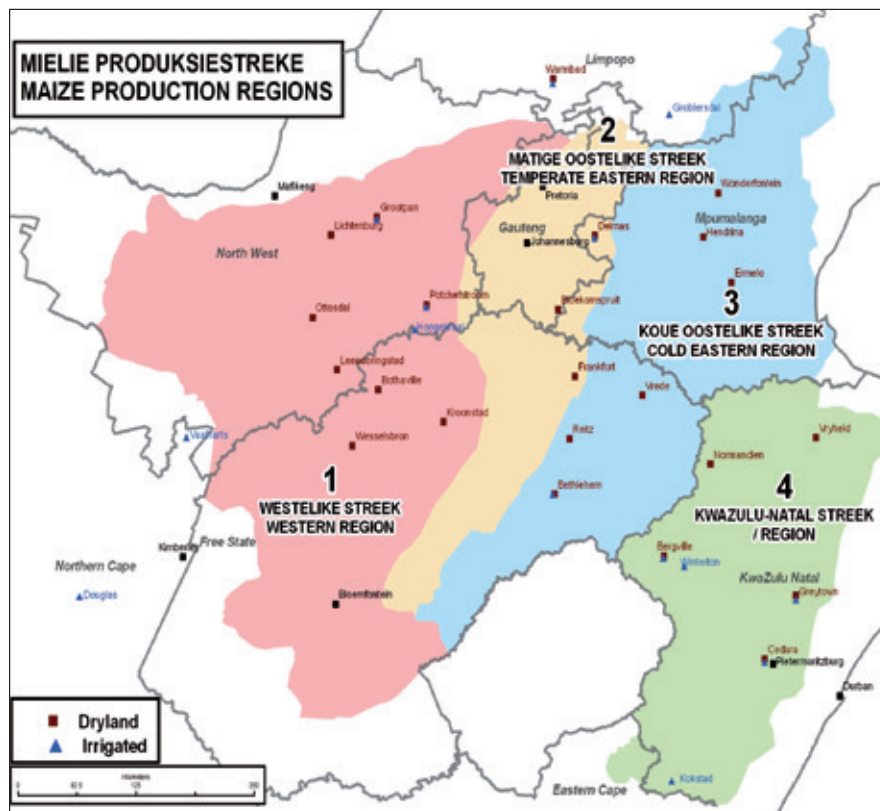 MIELIE PRODUKSIESTREKE
MAIZE PRODUCTION REGIONS
Limpopo
Warmbad
Groblersdal
2
MATIGE OOSTELIKE STREEK
TEMPERATE EASTERN REGION
Pretoria
Mafikeng
Wonderfontein
Grootpan
Lichtenburg
North West
Gauteng
Johannesburg
Delmas
Mpumalanga
Hendrina
Ermelo
Potchefstroom
Ottosdal
3
KOUE OOSTELIKE STREEK
COLD EASTERN REGION
Leeudoringstad
Bothaville
Frankfort
Vrede
Kroonstad
Wesselsbron
Reitz
Vryheid
Normandien
Vaalharts
1
WESTELIKE STREEK
WESTERN REGION
Bethlehem
4
KWAZULU-NATAL STREEK
/ REGION
Free State
Kimberley
Northern Cape
Douglas
Bergville
Winterton
KwaZulu Natal
Greytown
Bloemfontein
Cedara
Pietermaritzburg
Durban
Dryland
Irrigated
Kokstad
Eastern Cape